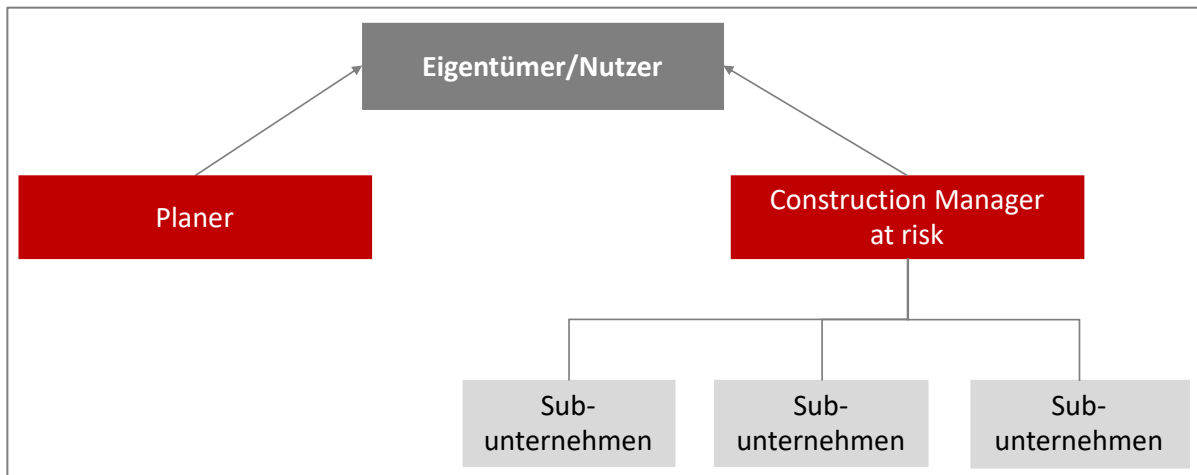 Eigentümer/Nutzer
Planer
Construction Manager
at risk
Sub-
unternehmen
Sub-
unternehmen
Sub-
unternehmen